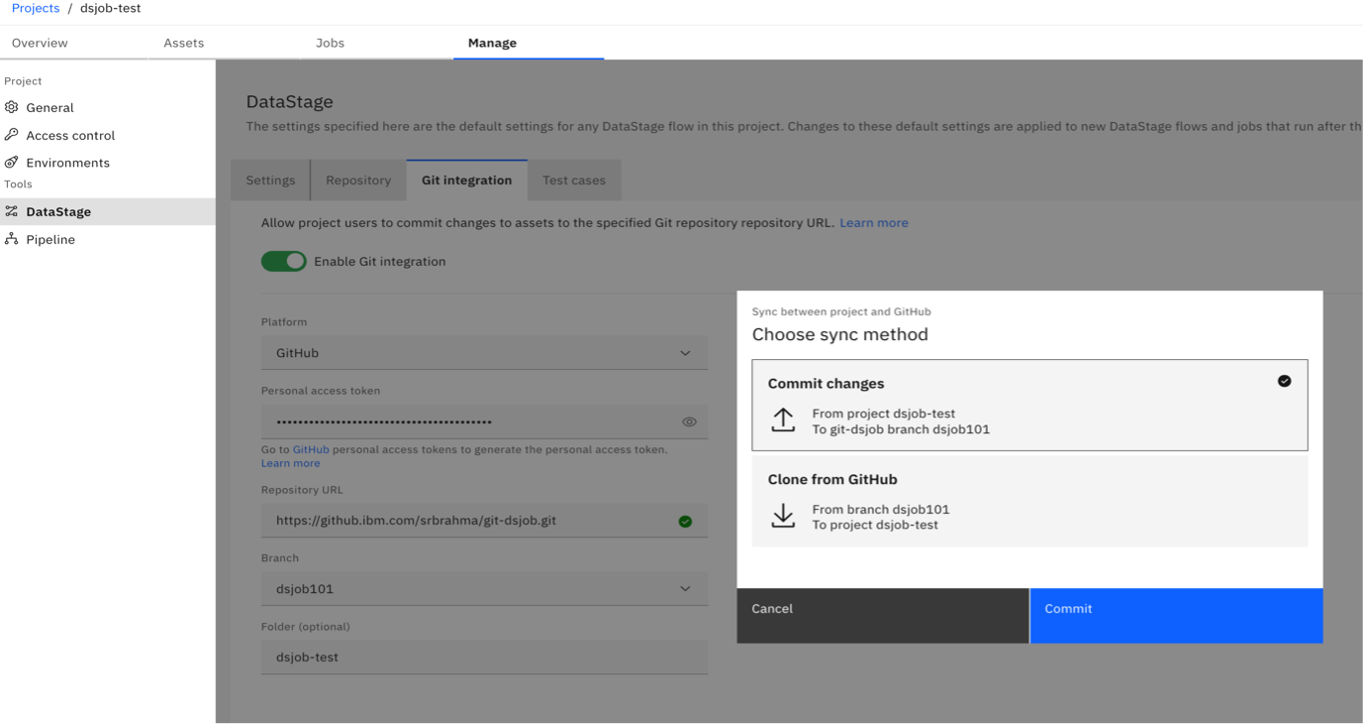 Projects / dsjob-test
Overview
Assets
Jobs
Manage
Project
General
Access control
Environments
Tools
DataStage
Pipeline
DataStage
The settings specified here are the default settings for any DataStage flow in this project. Changes to these default settings are applied to new DataStage flows and jobs that run after th
Settings
Repository
Git integration
Test cases
Allow project users to commit changes to assets to the specified Git repository repository URL. Learn more
Enable Git integration
Platform
GitHub
Personal access token
••••••••••••••••••••••••••••••••••••••••
Go to GitHub personal access tokens to generate the personal access token.
Learn more
Repository URL
https://github.ibm.com/srbrahma/git-dsjob.git
Branch
dsjob101
Folder (optional)
dsjob-test
Sync between project and GitHub
Choose sync method
Commit changes
From project dsjob-test
To git-dsjob branch dsjob101
Clone from GitHub
From branch dsjob101
To project dsjob-test
Cancel
Commit